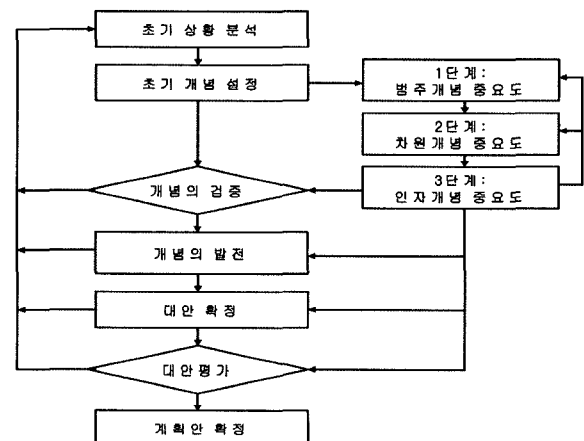 초기 상황 분석
초기 개념 설정
1단계:
범주개념 중요도
2단계:
차원개념 중요도
3단계:
인자개념 중요도
개념의 검증
개념의 발전
대안 확정
대안평가
계획안 확정